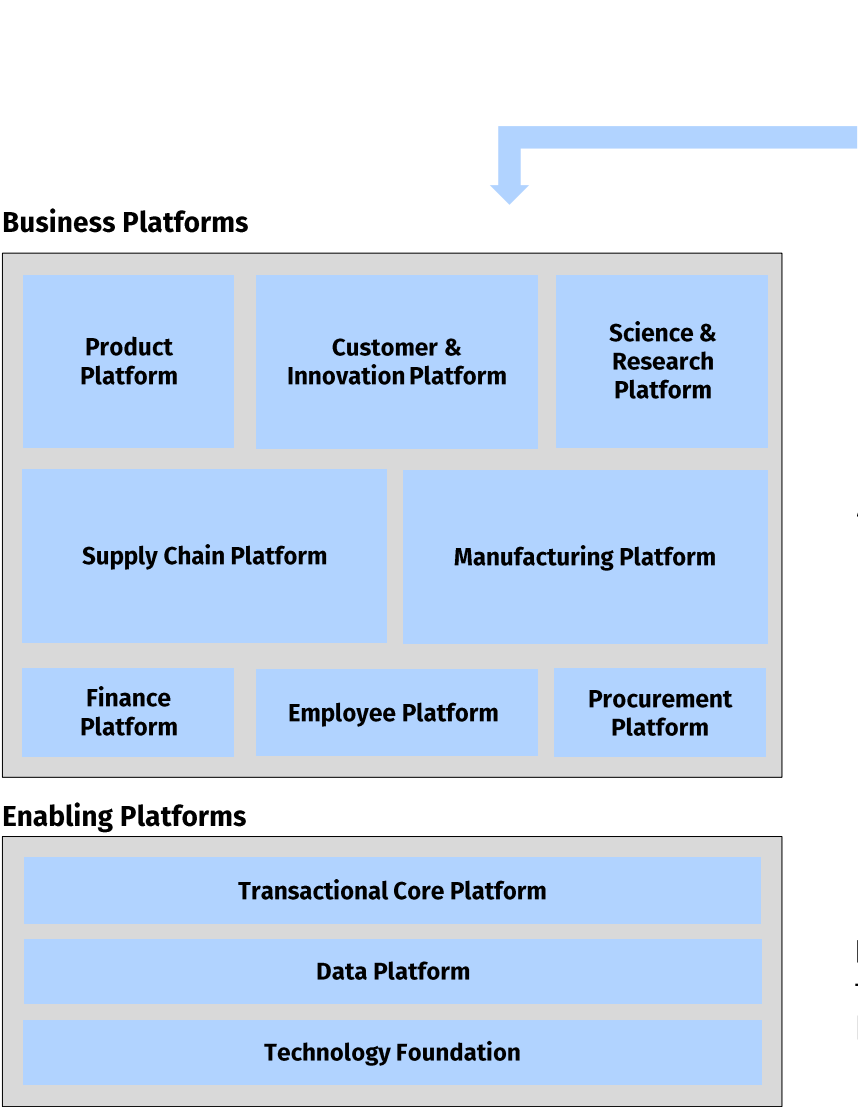 Business Platforms
Product
Platform
Customer &
Innovation Platform
Science &
Research
Platform
Supply Chain Platform
Manufacturing Platform
Finance
Platform
Employee Platform
Procurement
Platform
Enabling Platforms
Transactional Core Platform
Data Platform
Technology Foundation